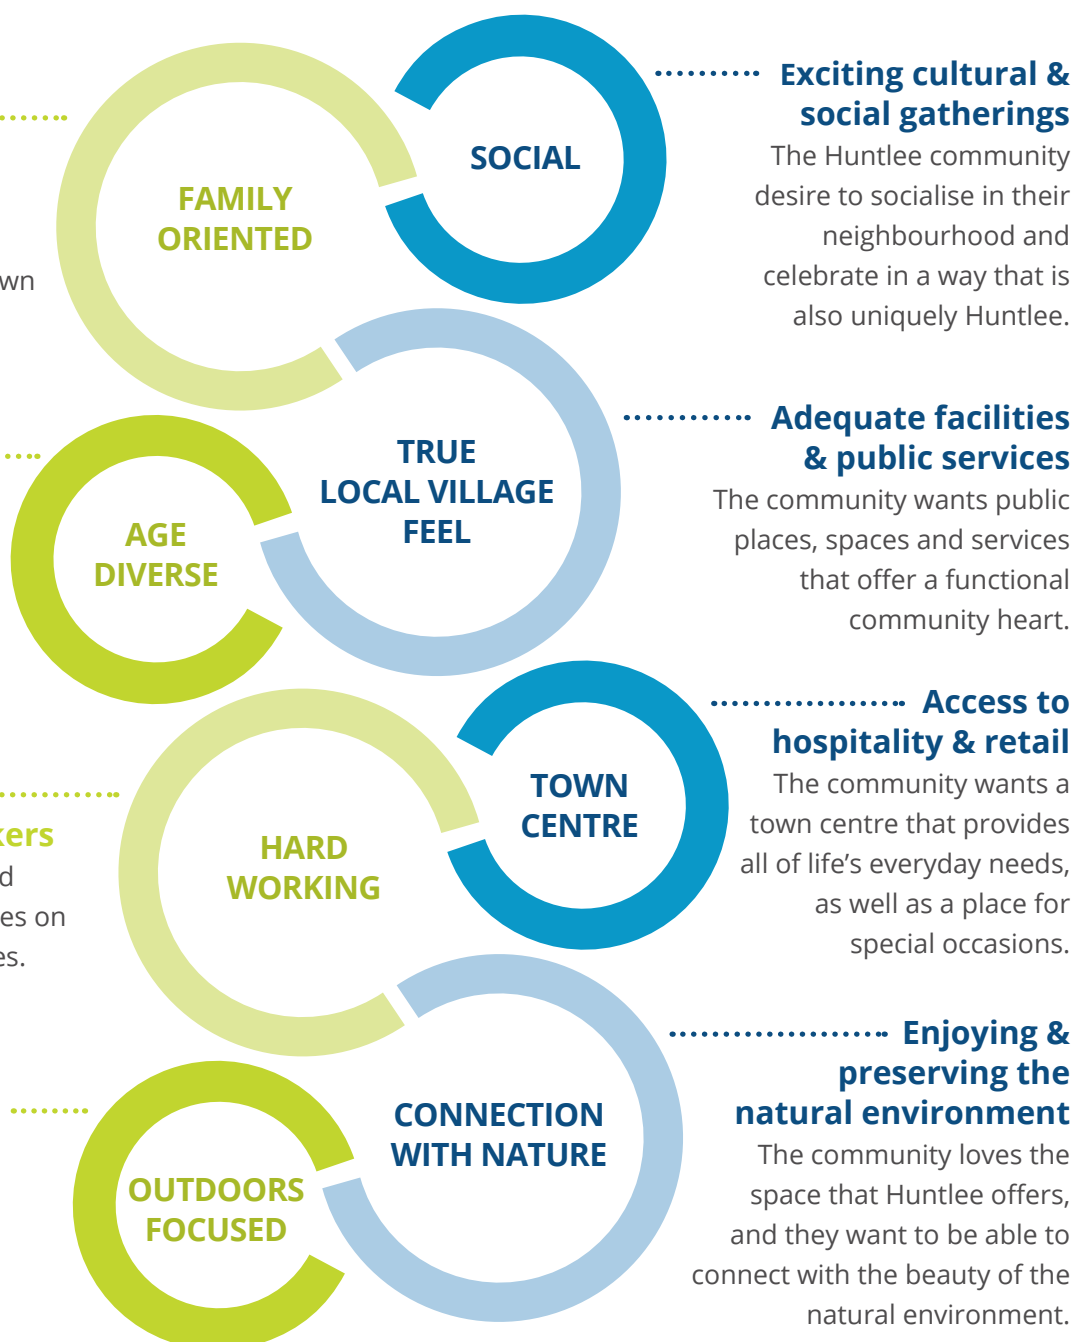 SOCIAL
Exciting cultural &
social gatherings
The Huntlee community
desire to socialise in their
neighbourhood and
celebrate in a way that is
also uniquely Huntlee.
FAMILY
ORIENTED
wn
TRUE
LOCAL VILLAGE
FEEL
Adequate facilities
& public services
The community wants public
places, spaces and services
that offer a functional
community heart.
AGE
DIVERSE
TOWN
CENTRE
Access to
hospitality & retail
The community wants a
town centre that provides
all of life’s everyday needs,
as well as a place for
special occasions.
HARD
WORKING
kers
d
es on
es.
CONNECTION
WITH NATURE
Enjoying &
preserving the
natural environment
The community loves the
space that Huntlee offers,
and they want to be able to
connect with the beauty of the
natural environment.
OUTDOORS
FOCUSED